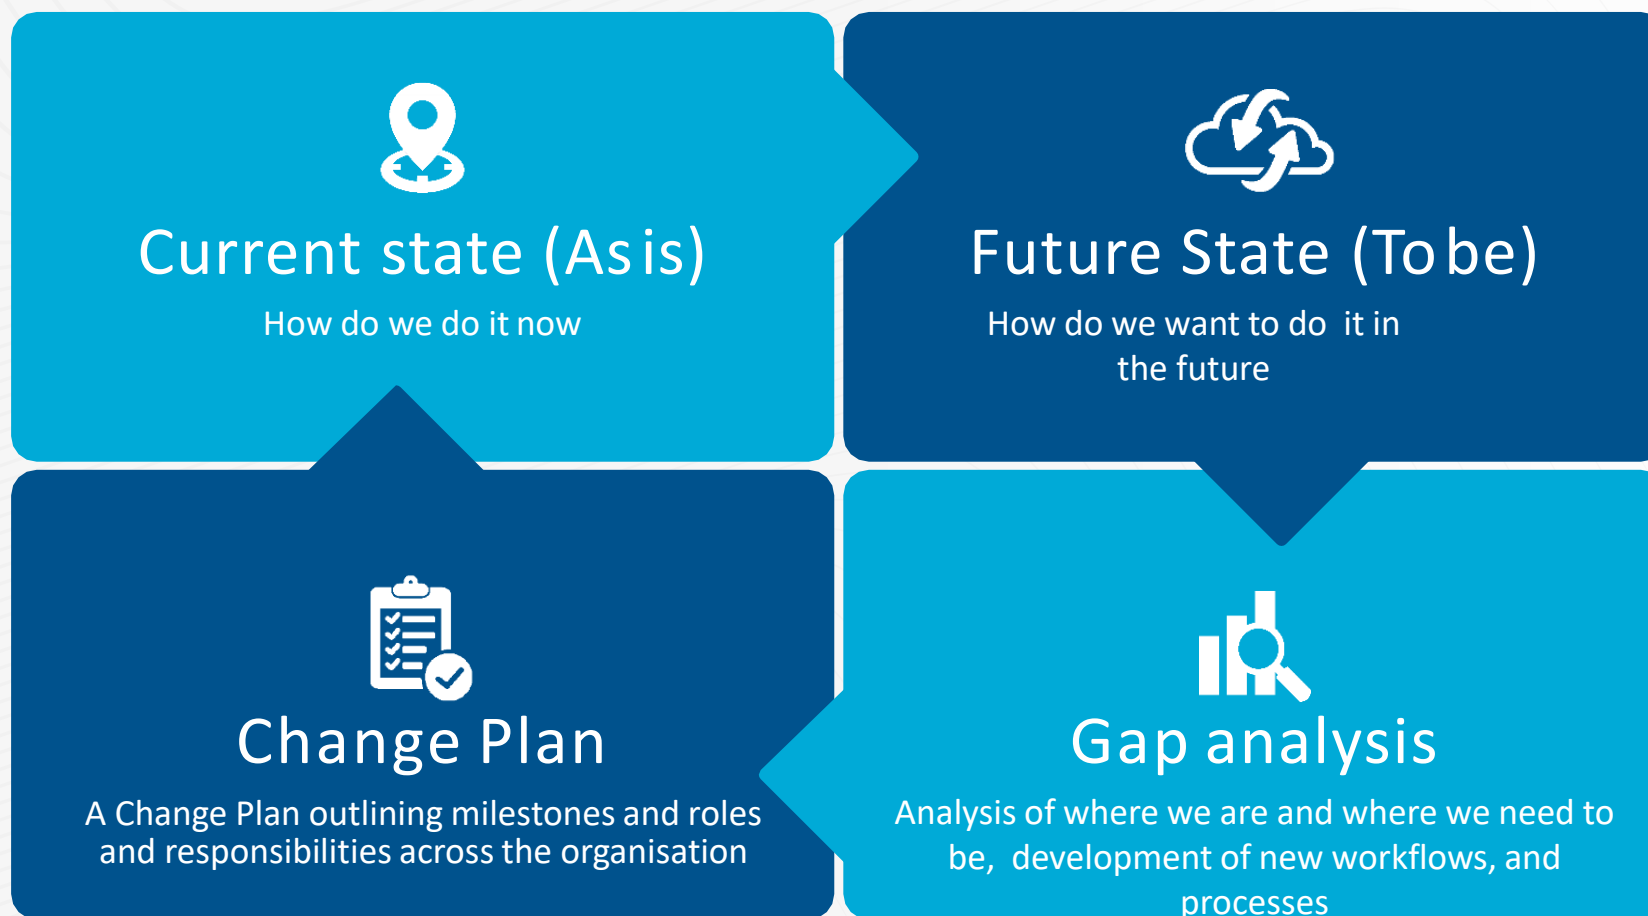 Current state (As is)
How do we do it now
Future State (To be)
How do we want to do it in
the future
Change Plan
A Change Plan outlining milestones and roles
and responsibilities across the organisation
Gap analysis
Analysis of where we are and where we need to
be, development of new workflows, and
processes